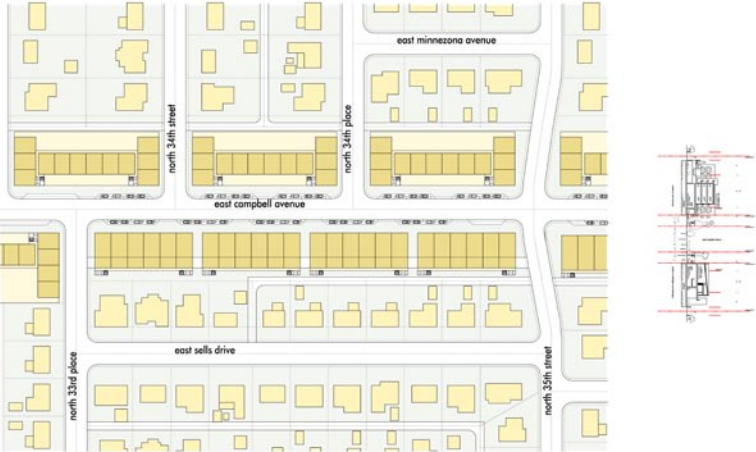 east minnezona avenue
north 34th street
north 34th place
east campbell avenue
east sells drive
north 33rd place
north 35th street